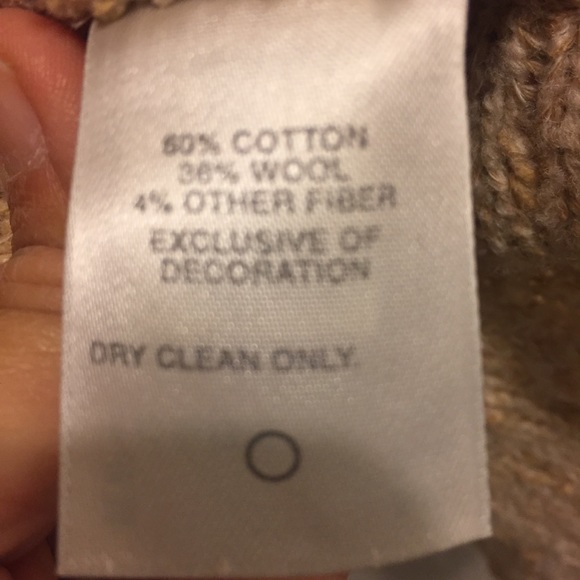 60% COTTON
36% WOOL
4% OTHER FIBER
EXCLUSIVE OF
DECORATION
DRY CLEAN ONLY.